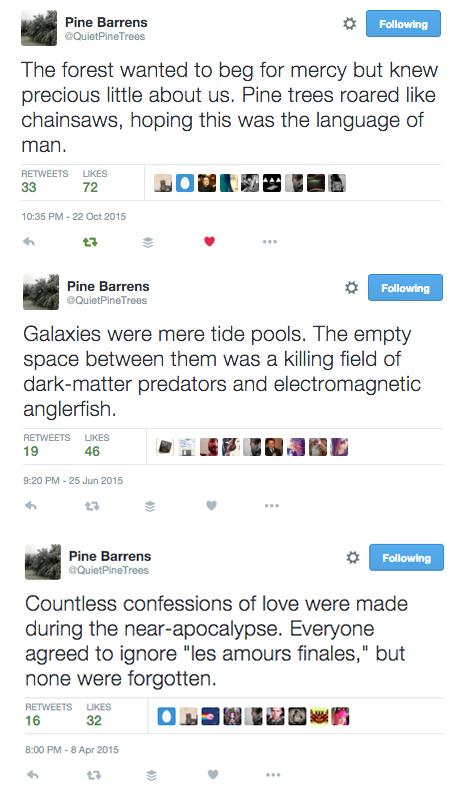 Pine Barrens
@QuietPineTrees
Following
The forest wanted to beg for mercy but knew
precious little about us. Pine trees roared like
chainsaws, hoping this was the language of
man.
RETWEETS LIKES
33 72
10:35 PM - 22 Oct 2015
Pine Barrens
@QuietPineTrees
Following
Galaxies were mere tide pools. The empty
space between them was a killing field of
dark-matter predators and electromagnetic
anglerfish.
RETWEETS LIKES
19 46
9:20 PM - 25 Jun 2015
Pine Barrens
@QuietPineTrees
Following
Countless confessions of love were made
during the near-apocalypse. Everyone
agreed to ignore "les amours finales," but
none were forgotten.
RETWEETS LIKES
16 32
8:00 PM - 8 Apr 2015